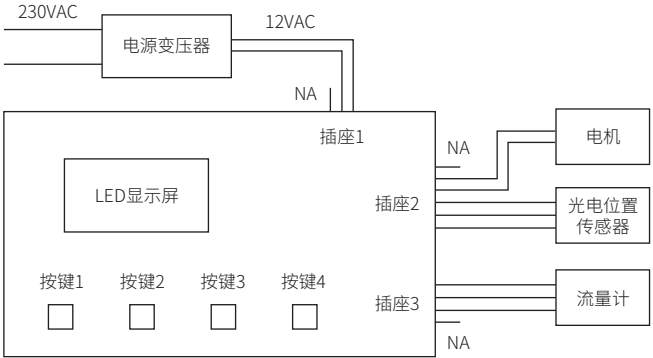 230VAC
12VAC
电源变压器
NA
插座1
NA
电机
LED显示屏
插座2
光电位置
传感器
按键1
按键2
按键3
按键4
插座3
流量计
NA